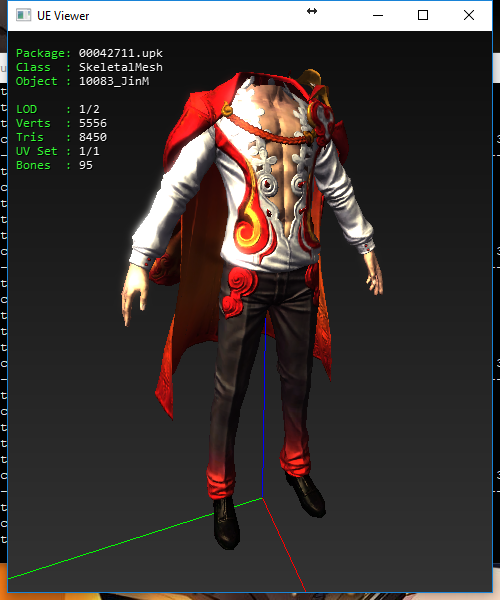 UE Viewer
Package: 00042711.upk
Class : SkeletalMesh
Object : 10083_JinM
LOD : 1/2
Verts : 5556
Tris : 8450
UV Set : 1/1
Bones : 95